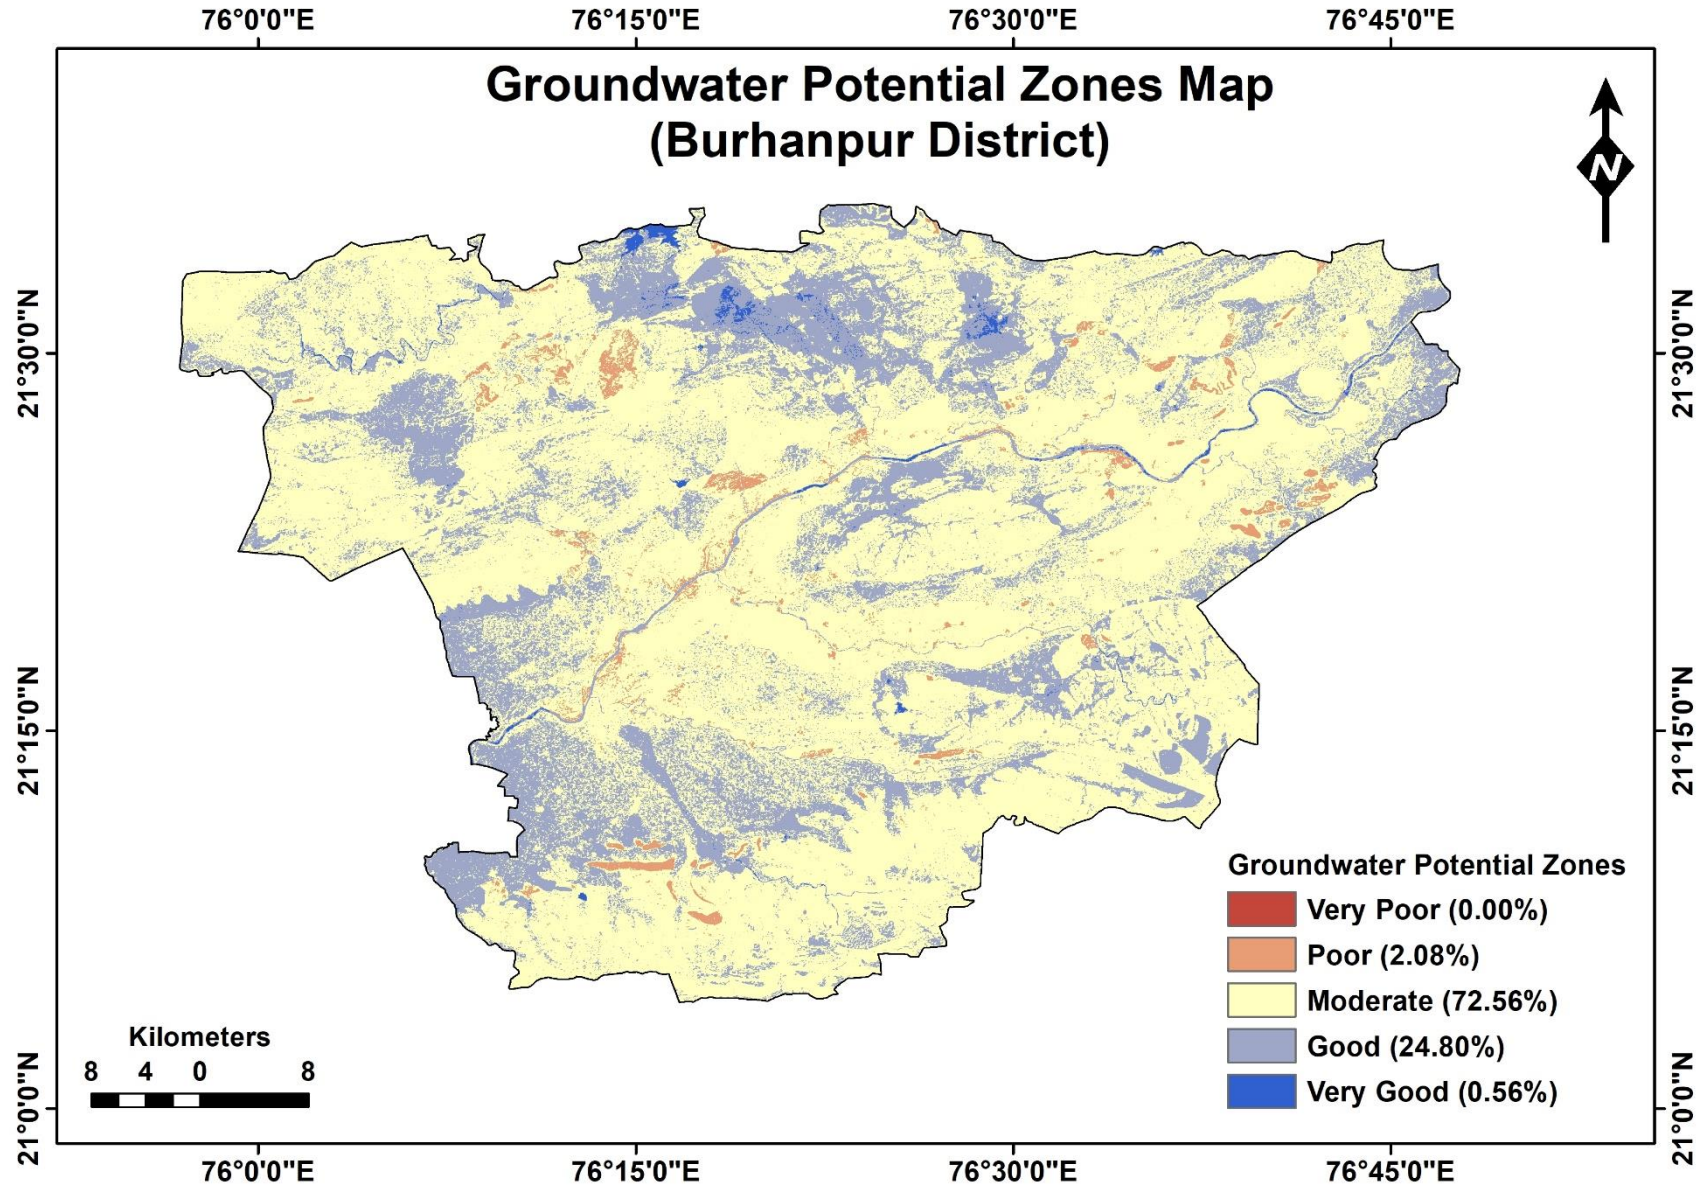 76°0'0"E 76°15'0"E 76°30'0"E 76°45'0"E
Groundwater Potential Zones Map
(Burhanpur District)
N
21°30'0"N
21°30'0"N
21°15'0"N
21°15'0"N
Groundwater Potential Zones
Very Poor (0.00%)
Poor (2.08%)
Moderate (72.56%)
Good (24.80%)
Very Good (0.56%)
Kilometers
8 4 0 8
21°0'0"N
21°0'0"N
76°0'0"E 76°15'0"E 76°30'0"E 76°45'0"E